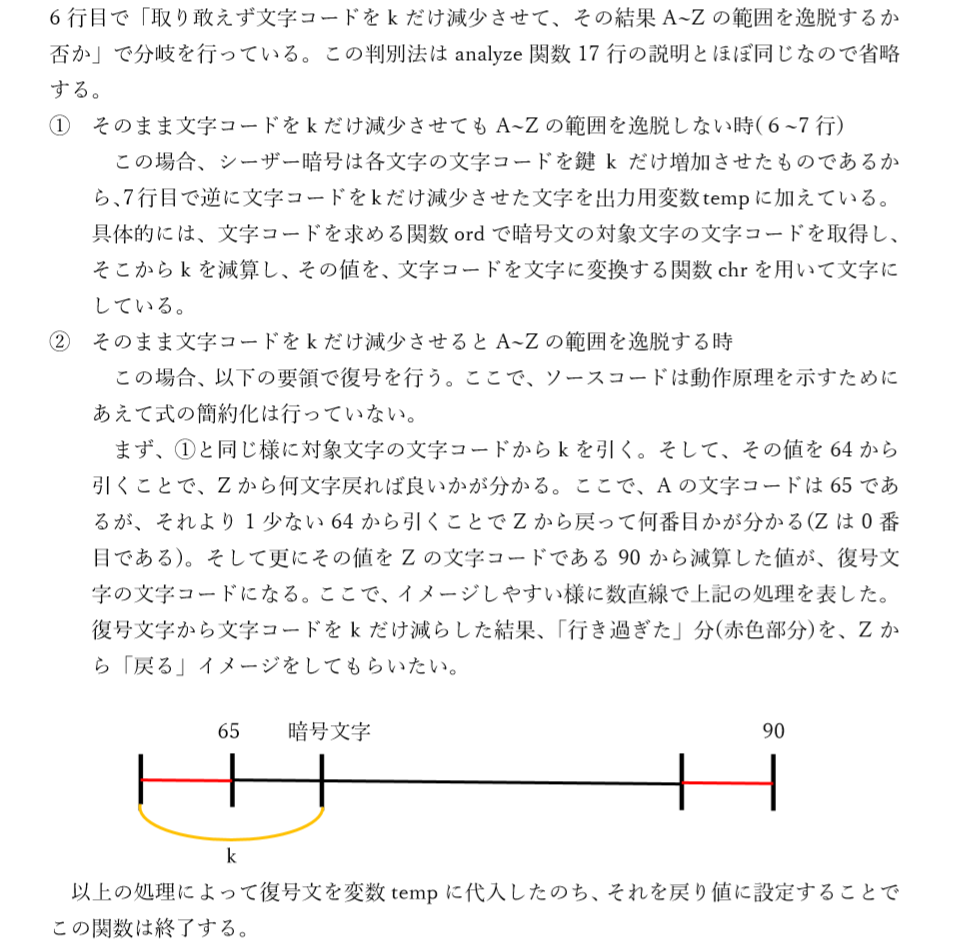 6 行目で「取り敢えず文字コードを k だけ減少させて、その結果 A~Z の範囲を逸脱するか
否か」で分岐を行っている。この判別法は analyze 関数 17 行の説明とほぼ同じなので省略
する。
① そのまま文字コードを k だけ減少させても A~Z の範囲を逸脱しない時( 6 ~7 行)
この場合、シーザー暗号は各文字の文字コードを鍵 k だけ増加させたものであるか
ら、7 行目で逆に文字コードを k だけ減少させた文字を出力用変数 temp に加えている。
具体的には、文字コードを求める関数 ord で暗号文の対象文字の文字コードを取得し、
そこから k を減算し、その値を、文字コードを文字に変換する関数 chr を用いて文字に
している。
② そのまま文字コードを k だけ減少させると A~Z の範囲を逸脱する時
この場合、以下の要領で復号を行う。ここで、ソースコードは動作原理を示すために
あえて式の簡約化は行っていない。
まず、①と同じ様に対象文字の文字コードから k を引く。そして、その値を 64 から
引くことで、Z から何文字戻れば良いかが分かる。ここで、A の文字コードは 65 であ
るが、それより 1 少ない 64 から引くことで Z から戻って何番目かが分かる(Z は 0 番
目である)。そして更にその値を Z の文字コードである 90 から減算した値が、復号文
字の文字コードになる。ここで、イメージしやすい様に数直線で上記の処理を表した。
復号文字から文字コードを k だけ減らした結果、「行き過ぎた」分(赤色部分)を、Z か
ら「戻る」イメージをしてもらいたい。
65 暗号文字 90
k
以上の処理によって復号文を変数 temp に代入したのち、それを戻り値に設定することで
この関数は終了する。